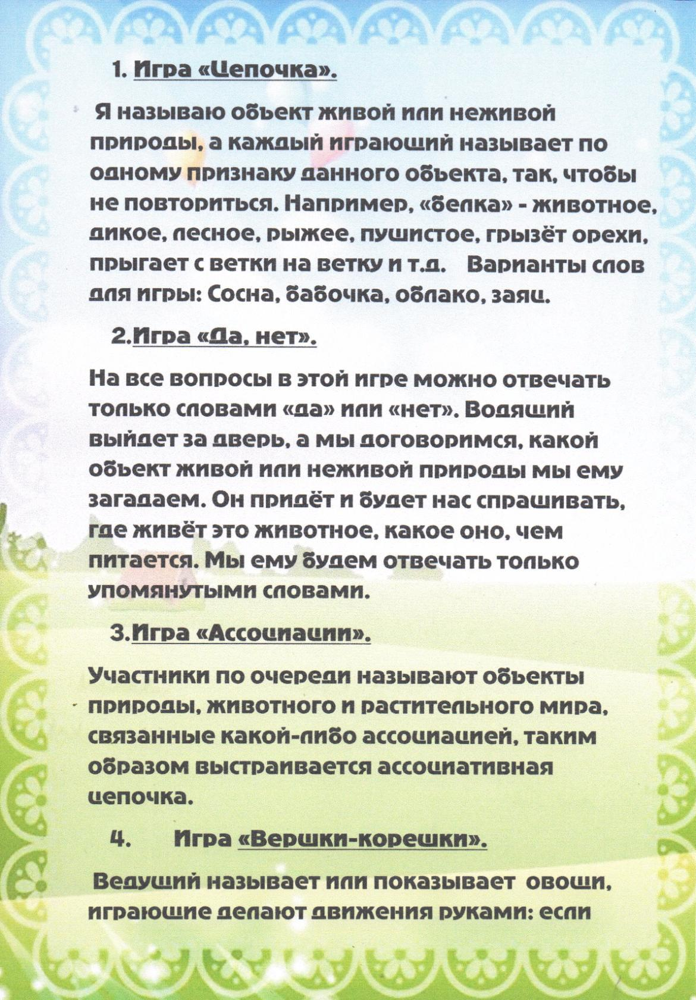 1. Игра «Цепочка».
Я называю объект живой или неживой
природы, а каждый играющий называет по
одному признаку данного объекта, так, чтобы
не повториться. Например, «белка» - животное,
дикое, лесное, рыжее, пушистое, грызёт орехи,
прыгает с ветки на ветку и т.д. Варианты слов
для игры: Сосна, бабочка, облако, заяц.
2.Игра «Да, нет».
На все вопросы в этой игре можно отвечать
только словами «да» или «нет». Водящий
выйдет за дверь, а мы договоримся, какой
объект живой или неживой природы мы ему
загадаем. Он придёт и будет нас спрашивать,
где живёт это животное, какое оно, чем
питается. Мы ему будем отвечать только
упомянутыми словами.
3.Игра «Ассоциации».
Участники по очереди называют объекты
природы, животного и растительного мира,
связанные какой-либо ассоциацией, таким
образом выстраивается ассоциативная
цепочка.
4. Игра «Вершки-корешки».
Ведущий называет или показывает овощи,
играющие делают движения руками: если